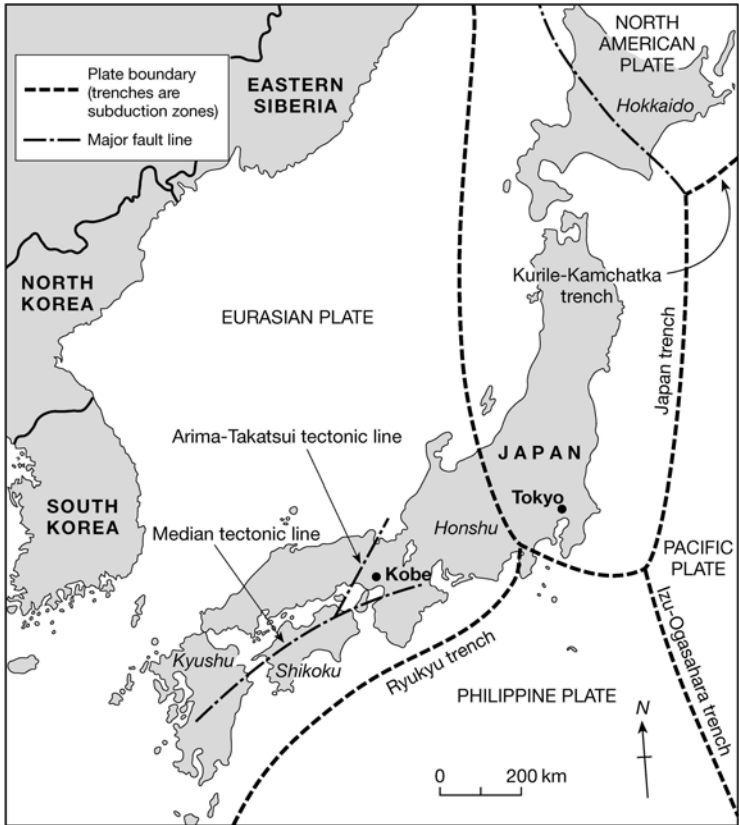 Plate boundary
(trenches are
subduction zones)
Major fault line
EASTERN
SIBERIA
NORTH
AMERICAN
PLATE
Hokkaido
NORTH
KOREA
Kurile-Kamchatka
trench
EURASIAN PLATE
Japan trench
Arima-Takatsui tectonic line
JAPAN
SOUTH
KOREA
Tokyo
Median tectonic line
Honshu
PACIFIC
PLATE
Kobe
Kyushu
Shikoku
Ryukyu trench
Izu-Ogasahara trench
PHILIPPINE PLATE
N
0 200 km